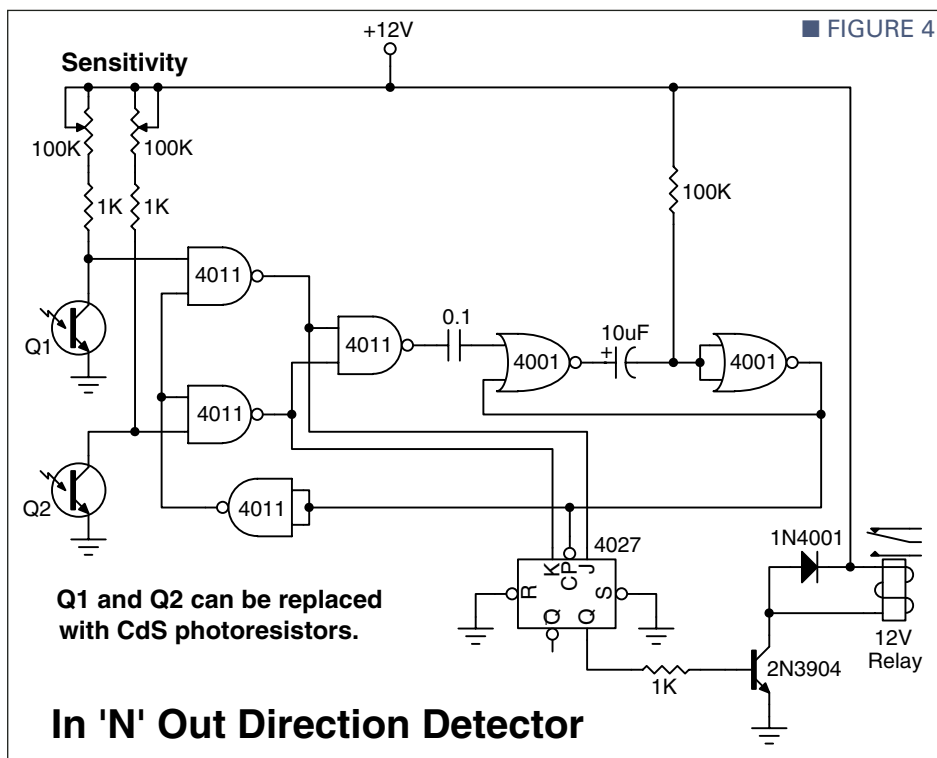 ■ FIGURE 4
+12V
Sensitivity
100K
100K
100K
1K
1K
4011
4011
0.1
4001
10uF
+
4001
Q1
4011
Q2
4011
4027
K
CP
J
R
S
Q
Q
1N4001
12V
Relay
2N3904
1K
Q1 and Q2 can be replaced
with CdS photoresistors.
In 'N' Out Direction Detector